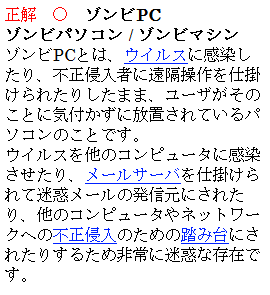 正解　○　ゾンビPC
ゾンビパソコン / ゾンビマシン
ゾンビPCとは、ウイルスに感染し
たり、不正侵入者に遠隔操作を仕掛
けられたりしたまま、ユーザがその
ことに気付かずに放置されているパ
ソコンのことです。
ウイルスを他のコンピュータに感染
させたり、メールサーバを仕掛けら
れて迷惑メールの発信元にされた
り、他のコンピュータやネットワー
クへの不正侵入のための踏み台にさ
れたりするため非常に迷惑な存在で
す。